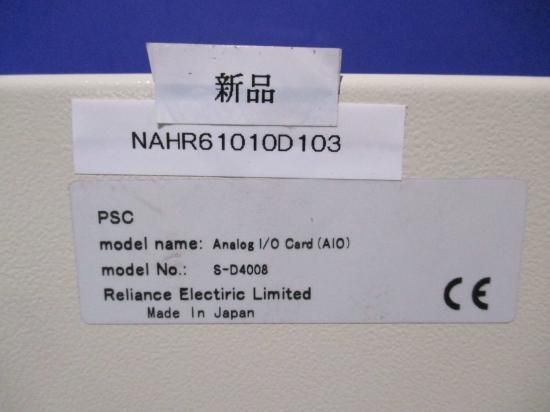 新品
NAHR61010D103
PSC
model name: Analog I/O Card (AIO)
model No.: S-D4008
Reliance Electiric Limited
Made In Japan
CE